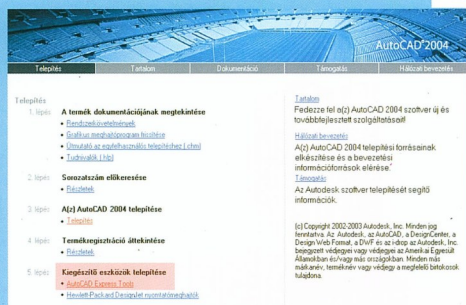 AutoCAD 2004
Telepítés Tartalom Dokumentáció Támogatás Hálózati bevezetés
Telepítés
1. lépés A termék dokumentációjának megtekintése
• Rendszerkövetelmények
• Grafikus meghajtóprogram frissítése
• Útmutató az egyfelhasználós telepítéshez (.chm)
• Tudnivalók (.htp)
2. lépés Sorozatszám előkeresése
• Részletek
3. lépés A(z) AutoCAD 2004 telepítése
• Telepítés
4. lépés Termékregisztráció áttekintése
• Részletek
5. lépés Kiegészítő eszközök telepítése
• AutoCAD Express Tools
• Hewlett-Packard DesignJet nyomtatómeghajtók
Tartalom
Fedezze fel a(z) AutoCAD 2004 szoftver új és
továbbfejlesztett szolgáltatásait!
Hálózati bevezetés
A(z) AutoCAD 2004 telepítési forrásainak
elkészítése és a bevezetési
információforrások elérése.
Támogatás
Az Autodesk szoftver telepítését segítő
információk.
(c) Copyright 2002-2003 Autodesk, Inc. Minden jog
fenntartva. Az Autodesk, az AutoCAD, a DesignCenter, a
Design Web Format, a DWF és az i-drop az Autodesk, Inc.
bejegyzett védjegyei vagy védjegyei az Amerikai Egyesült
Államokban és/vagy más országokban. Minden más
márkanév, terméknév vagy védjegy a megfelelő birtokosok
tulajdona.